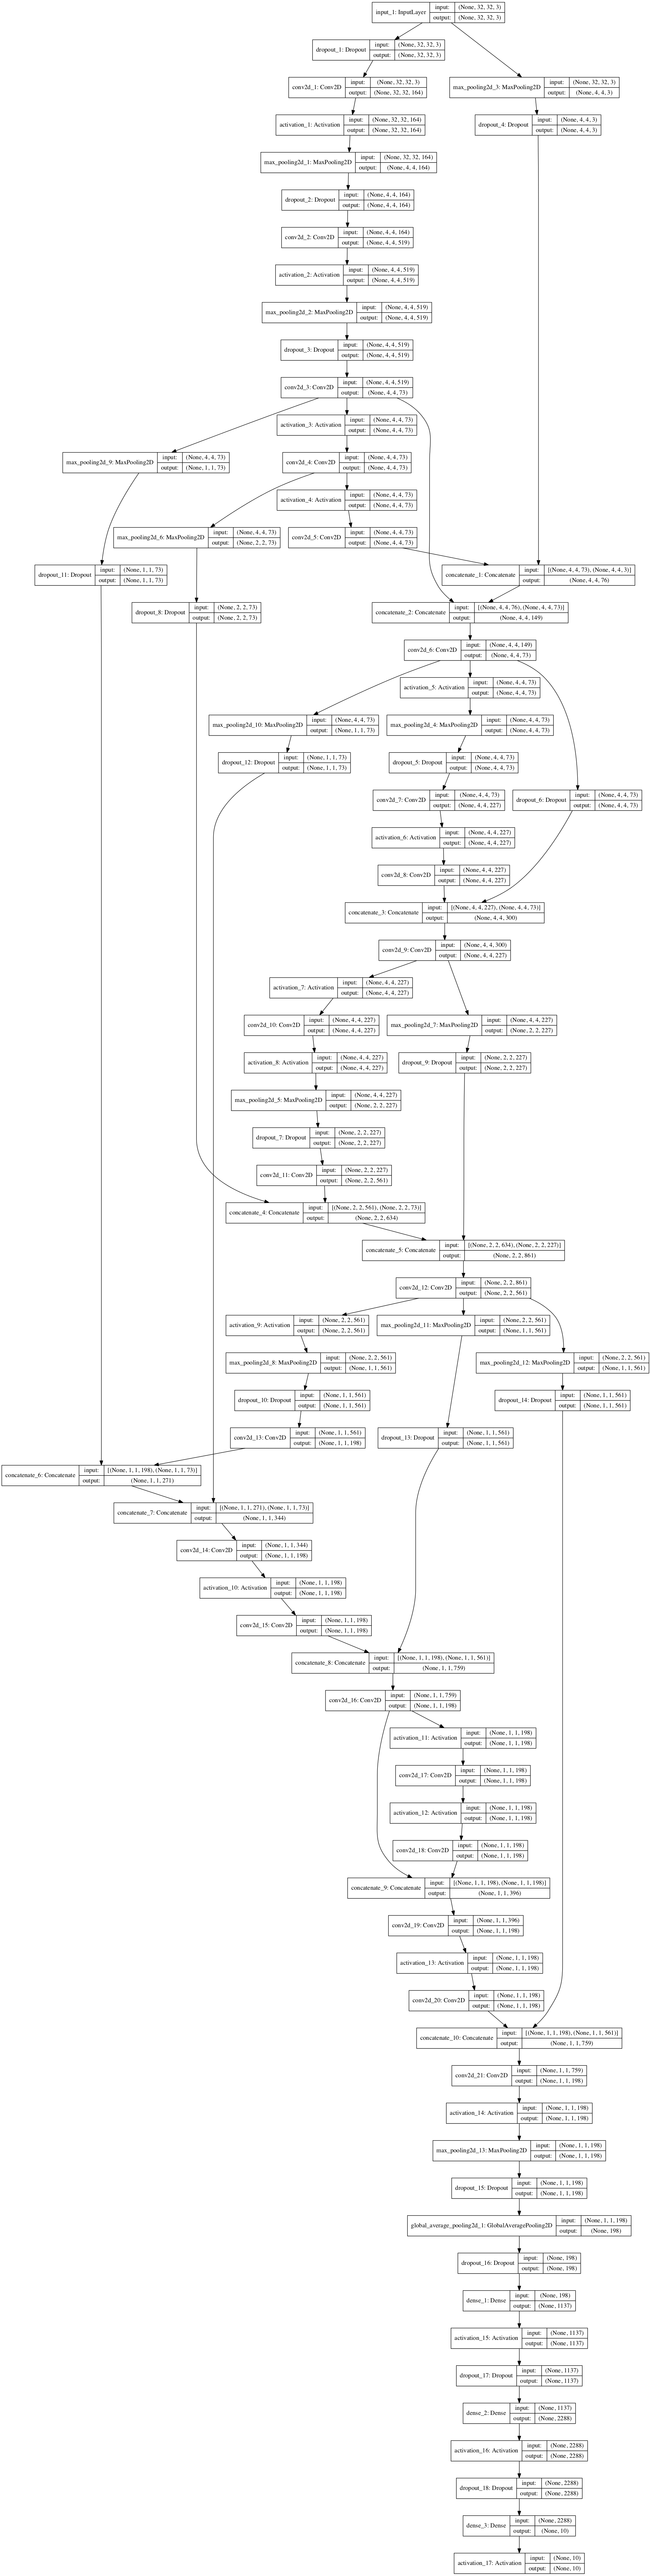 input_1: InputLayer
input: (None, 32, 32, 3)
output: (None, 32, 32, 3)
dropout_1: Dropout
input: (None, 32, 32, 3)
output: (None, 32, 32, 3)
conv2d_1: Conv2D
input: (None, 32, 32, 3)
output: (None, 32, 32, 164)
max_pooling2d_3: MaxPooling2D
input: (None, 32, 32, 3)
output: (None, 4, 4, 3)
activation_1: Activation
input: (None, 32, 32, 164)
output: (None, 32, 32, 164)
dropout_4: Dropout
input: (None, 4, 4, 3)
output: (None, 4, 4, 3)
max_pooling2d_1: MaxPooling2D
input: (None, 32, 32, 164)
output: (None, 4, 4, 164)
dropout_2: Dropout
input: (None, 4, 4, 164)
output: (None, 4, 4, 164)
conv2d_2: Conv2D
input: (None, 4, 4, 164)
output: (None, 4, 4, 519)
activation_2: Activation
input: (None, 4, 4, 519)
output: (None, 4, 4, 519)
max_pooling2d_2: MaxPooling2D
input: (None, 4, 4, 519)
output: (None, 4, 4, 519)
dropout_3: Dropout
input: (None, 4, 4, 519)
output: (None, 4, 4, 519)
conv2d_3: Conv2D
input: (None, 4, 4, 519)
output: (None, 4, 4, 73)
activation_3: Activation
input: (None, 4, 4, 73)
output: (None, 4, 4, 73)
max_pooling2d_9: MaxPooling2D
input: (None, 4, 4, 73)
output: (None, 1, 1, 73)
conv2d_4: Conv2D
input: (None, 4, 4, 73)
output: (None, 4, 4, 73)
activation_4: Activation
input: (None, 4, 4, 73)
output: (None, 4, 4, 73)
max_pooling2d_6: MaxPooling2D
input: (None, 4, 4, 73)
output: (None, 2, 2, 73)
conv2d_5: Conv2D
input: (None, 4, 4, 73)
output: (None, 4, 4, 73)
dropout_11: Dropout
input: (None, 1, 1, 73)
output: (None, 1, 1, 73)
concatenate_1: Concatenate
input: [(None, 4, 4, 73), (None, 4, 4, 3)]
output: (None, 4, 4, 76)
dropout_8: Dropout
input: (None, 2, 2, 73)
output: (None, 2, 2, 73)
concatenate_2: Concatenate
input: [(None, 4, 4, 76), (None, 4, 4, 73)]
output: (None, 4, 4, 149)
conv2d_6: Conv2D
input: (None, 4, 4, 149)
output: (None, 4, 4, 73)
activation_5: Activation
input: (None, 4, 4, 73)
output: (None, 4, 4, 73)
max_pooling2d_10: MaxPooling2D
input: (None, 4, 4, 73)
output: (None, 1, 1, 73)
max_pooling2d_4: MaxPooling2D
input: (None, 4, 4, 73)
output: (None, 4, 4, 73)
dropout_12: Dropout
input: (None, 1, 1, 73)
output: (None, 1, 1, 73)
dropout_5: Dropout
input: (None, 4, 4, 73)
output: (None, 4, 4, 73)
conv2d_7: Conv2D
input: (None, 4, 4, 73)
output: (None, 4, 4, 227)
dropout_6: Dropout
input: (None, 4, 4, 73)
output: (None, 4, 4, 73)
activation_6: Activation
input: (None, 4, 4, 227)
output: (None, 4, 4, 227)
conv2d_8: Conv2D
input: (None, 4, 4, 227)
output: (None, 4, 4, 227)
concatenate_3: Concatenate
input: [(None, 4, 4, 227), (None, 4, 4, 73)]
output: (None, 4, 4, 300)
conv2d_9: Conv2D
input: (None, 4, 4, 300)
output: (None, 4, 4, 227)
activation_7: Activation
input: (None, 4, 4, 227)
output: (None, 4, 4, 227)
conv2d_10: Conv2D
input: (None, 4, 4, 227)
output: (None, 4, 4, 227)
max_pooling2d_7: MaxPooling2D
input: (None, 4, 4, 227)
output: (None, 2, 2, 227)
activation_8: Activation
input: (None, 4, 4, 227)
output: (None, 4, 4, 227)
dropout_9: Dropout
input: (None, 2, 2, 227)
output: (None, 2, 2, 227)
max_pooling2d_5: MaxPooling2D
input: (None, 4, 4, 227)
output: (None, 2, 2, 227)
dropout_7: Dropout
input: (None, 2, 2, 227)
output: (None, 2, 2, 227)
conv2d_11: Conv2D
input: (None, 2, 2, 227)
output: (None, 2, 2, 561)
concatenate_4: Concatenate
input: [(None, 2, 2, 561), (None, 2, 2, 73)]
output: (None, 2, 2, 634)
concatenate_5: Concatenate
input: [(None, 2, 2, 634), (None, 2, 2, 227)]
output: (None, 2, 2, 861)
conv2d_12: Conv2D
input: (None, 2, 2, 861)
output: (None, 2, 2, 561)
activation_9: Activation
input: (None, 2, 2, 561)
output: (None, 2, 2, 561)
max_pooling2d_11: MaxPooling2D
input: (None, 2, 2, 561)
output: (None, 1, 1, 561)
max_pooling2d_8: MaxPooling2D
input: (None, 2, 2, 561)
output: (None, 1, 1, 561)
max_pooling2d_12: MaxPooling2D
input: (None, 2, 2, 561)
output: (None, 1, 1, 561)
dropout_10: Dropout
input: (None, 1, 1, 561)
output: (None, 1, 1, 561)
dropout_14: Dropout
input: (None, 1, 1, 561)
output: (None, 1, 1, 561)
conv2d_13: Conv2D
input: (None, 1, 1, 561)
output: (None, 1, 1, 198)
dropout_13: Dropout
input: (None, 1, 1, 561)
output: (None, 1, 1, 561)
concatenate_6: Concatenate
input: [(None, 1, 1, 198), (None, 1, 1, 73)]
output: (None, 1, 1, 271)
concatenate_7: Concatenate
input: [(None, 1, 1, 271), (None, 1, 1, 73)]
output: (None, 1, 1, 344)
conv2d_14: Conv2D
input: (None, 1, 1, 344)
output: (None, 1, 1, 198)
activation_10: Activation
input: (None, 1, 1, 198)
output: (None, 1, 1, 198)
conv2d_15: Conv2D
input: (None, 1, 1, 198)
output: (None, 1, 1, 198)
concatenate_8: Concatenate
input: [(None, 1, 1, 198), (None, 1, 1, 561)]
output: (None, 1, 1, 759)
conv2d_16: Conv2D
input: (None, 1, 1, 759)
output: (None, 1, 1, 198)
activation_11: Activation
input: (None, 1, 1, 198)
output: (None, 1, 1, 198)
conv2d_17: Conv2D
input: (None, 1, 1, 198)
output: (None, 1, 1, 198)
activation_12: Activation
input: (None, 1, 1, 198)
output: (None, 1, 1, 198)
conv2d_18: Conv2D
input: (None, 1, 1, 198)
output: (None, 1, 1, 198)
concatenate_9: Concatenate
input: [(None, 1, 1, 198), (None, 1, 1, 198)]
output: (None, 1, 1, 396)
conv2d_19: Conv2D
input: (None, 1, 1, 396)
output: (None, 1, 1, 198)
activation_13: Activation
input: (None, 1, 1, 198)
output: (None, 1, 1, 198)
conv2d_20: Conv2D
input: (None, 1, 1, 198)
output: (None, 1, 1, 198)
concatenate_10: Concatenate
input: [(None, 1, 1, 198), (None, 1, 1, 561)]
output: (None, 1, 1, 759)
conv2d_21: Conv2D
input: (None, 1, 1, 759)
output: (None, 1, 1, 198)
activation_14: Activation
input: (None, 1, 1, 198)
output: (None, 1, 1, 198)
max_pooling2d_13: MaxPooling2D
input: (None, 1, 1, 198)
output: (None, 1, 1, 198)
dropout_15: Dropout
input: (None, 1, 1, 198)
output: (None, 1, 1, 198)
global_average_pooling2d_1: GlobalAveragePooling2D
input: (None, 1, 1, 198)
output: (None, 198)
dropout_16: Dropout
input: (None, 198)
output: (None, 198)
dense_1: Dense
input: (None, 198)
output: (None, 1137)
activation_15: Activation
input: (None, 1137)
output: (None, 1137)
dropout_17: Dropout
input: (None, 1137)
output: (None, 1137)
dense_2: Dense
input: (None, 1137)
output: (None, 2288)
activation_16: Activation
input: (None, 2288)
output: (None, 2288)
dropout_18: Dropout
input: (None, 2288)
output: (None, 2288)
dense_3: Dense
input: (None, 2288)
output: (None, 10)
activation_17: Activation
input: (None, 10)
output: (None, 10)